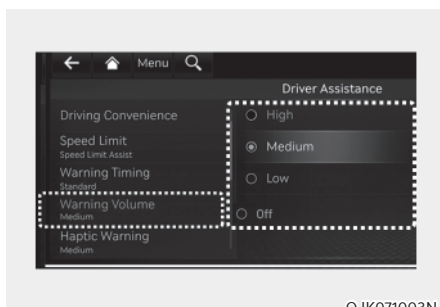 Menu
Driver Assistance
Driving Convenience
Speed Limit
Speed Limit Assist
Warning Timing
Standard
Warning Volume
Medium
Haptic Warning
Medium
High
Medium
Low
Off